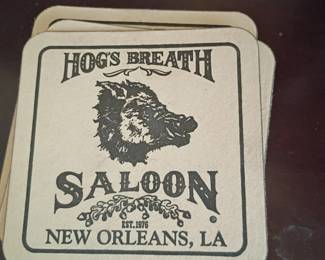 HOG'S BREATH
SALOON
EST. 1976
NEW ORLEANS, LA